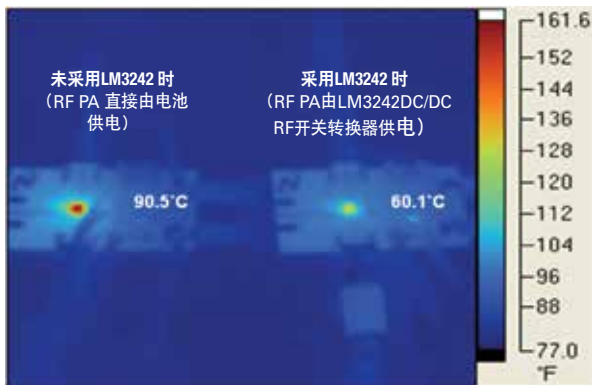 未采用LM3242 时
（RF PA 直接由电池
供电）
采用LM3242 时
（RF PA由LM3242DC/DC
RF开关转换器供电）
90.5°C
60.1°C
161.6
152
144
136
128
120
112
104
96
88
77.0
°F